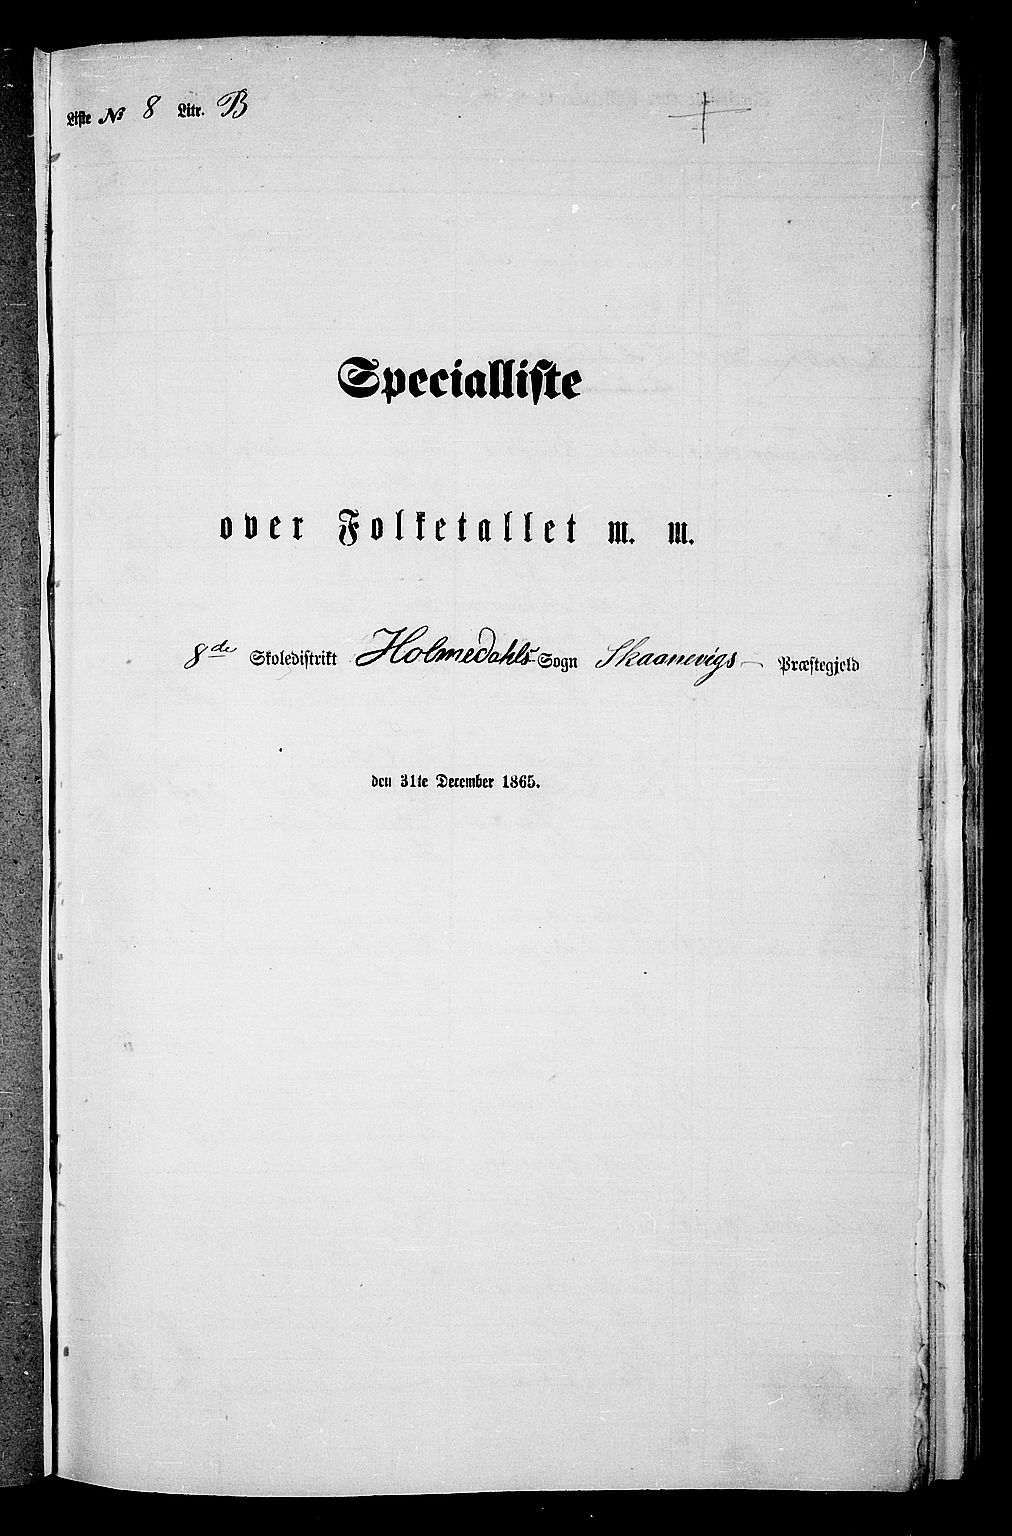 Liste No 8 Litr. B
Specialliste
over Folketallet m. m.
8de Skoledistrikt Holmedahls Sogn Skaanevigs Præstegjeld
den 31te December 1865.